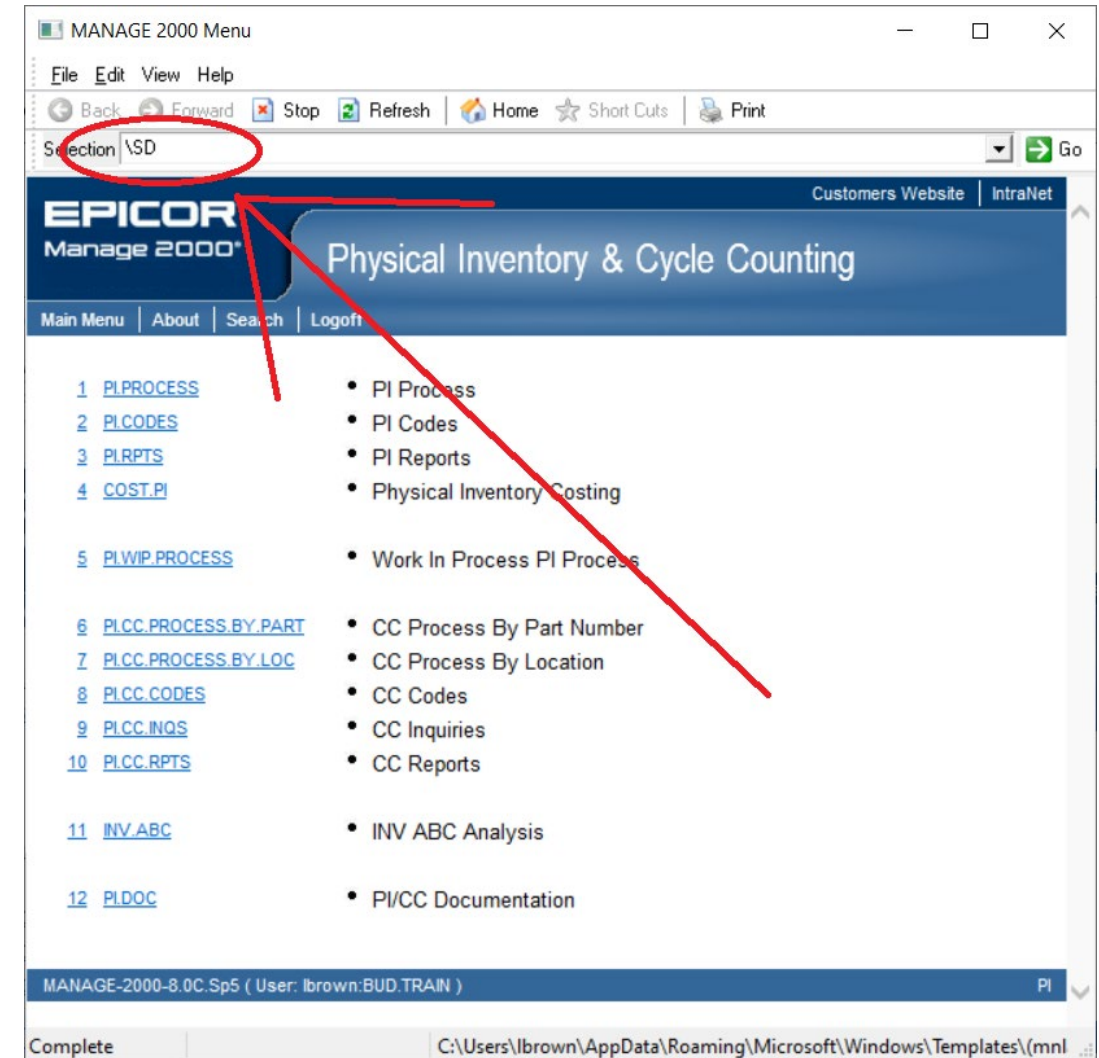 MANAGE 2000 Menu
File Edit View Help
Back Forward Stop Refresh Home Short Cuts Print
Selection \SD Go
Customers Website | IntraNet
EPICOR
Manage 2000
Physical Inventory & Cycle Counting
Main Menu | About | Search | Logoff
1 PI.PROCESS • PI Process
2 PI.CODES • PI Codes
3 PI.RPTS • PI Reports
4 COST.PI • Physical Inventory Costing
5 PI.WIP.PROCESS • Work In Process PI Process
6 PI.CC.PROCESS.BY.PART • CC Process By Part Number
7 PI.CC.PROCESS.BY.LOC • CC Process By Location
8 PI.CC.CODES • CC Codes
9 PI.CC.INQS • CC Inquiries
10 PI.CC.RPTS • CC Reports
11 INV.ABC • INV ABC Analysis
12 PI.DOC • PI/CC Documentation
MANAGE-2000-8.0C.Sp5 ( User: lbrown:BUD.TRAIN ) PI
Complete C:\Users\lbrown\AppData\Roaming\Microsoft\Windows\Templates\(mnl